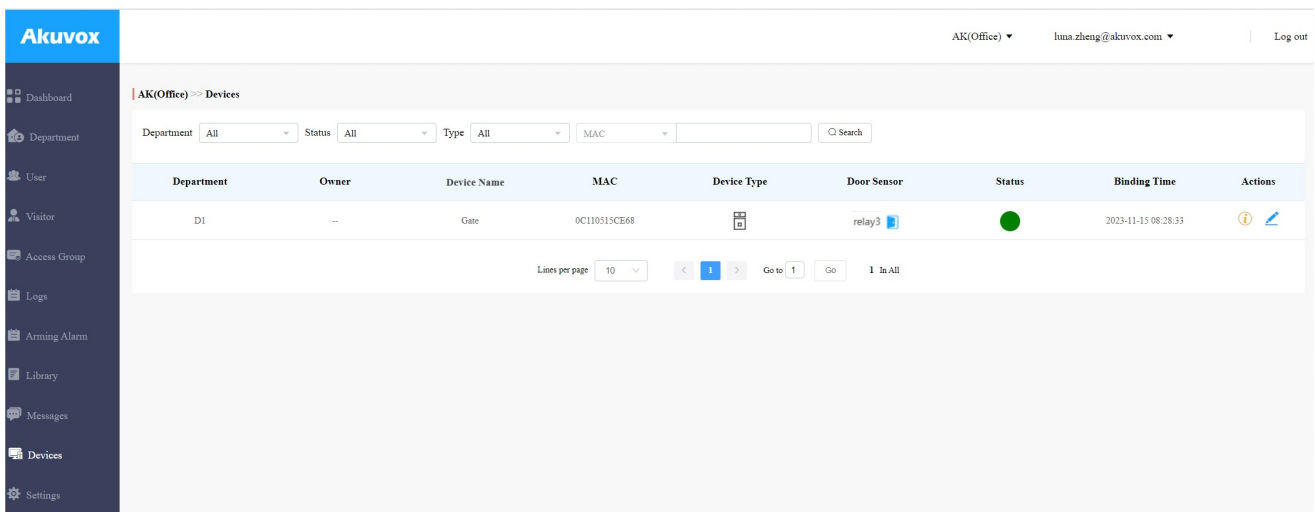 Akuvox
AK(Office)
luna.zheng@akuvox.com
Log out
Dashboard
Department
User
Visitor
Access Group
Logs
Arming Alarm
Library
Messages
Devices
Settings
AK(Office) >> Devices
Department All Status All Type All MAC Search
Department Owner Device Name MAC Device Type Door Sensor Status Binding Time Actions
D1 -- Gate 0C110515CE68 relay3 2023-11-15 08:28:33
Lines per page 10 < 1 > Go to 1 Go 1 In All